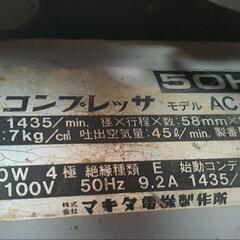 50H
コンプレッサ モデル AC
1435/min. 径×行程×数:58mm×
:7kg/cm 吐出空気量:45ℓ/min. 製番
0W 4極 絶縁種類 E 始動コンデ
100V 50Hz 9.2A 1435/
株式会社 マキタ電機製作所